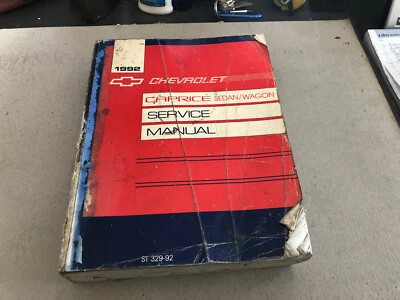 1992
CHEVROLET
CAPRICE SEDAN/WAGON
SERVICE
MANUAL
ST 329-92